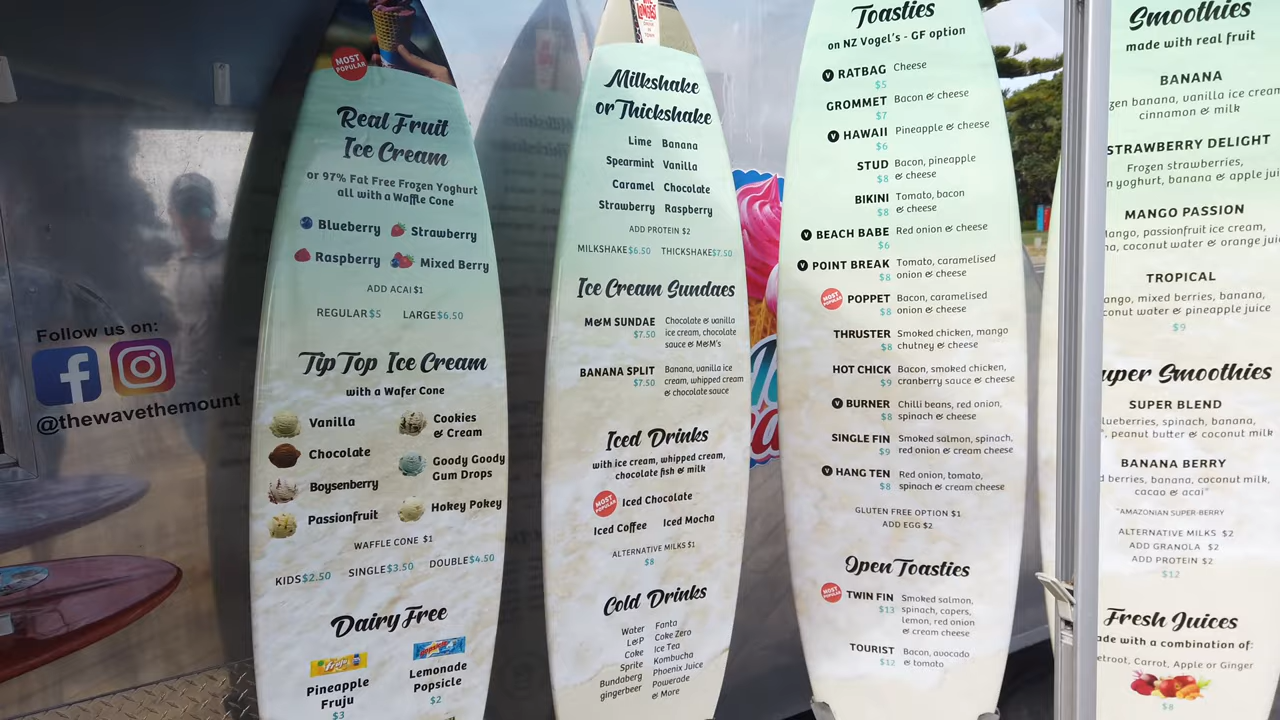 Follow us on:
@thewavethemount
MOST POPULAR
Real Fruit
Ice Cream
or 97% Fat Free Frozen Yoghurt
all with a Waffle Cone
Blueberry Strawberry
Raspberry Mixed Berry
ADD ACAI $1
REGULAR $5 LARGE $6.50
Tip Top Ice Cream
with a Wafer Cone
Vanilla
Chocolate
Boysenberry
Passionfruit
Cookies
& Cream
Goody Goody
Gum Drops
Hokey Pokey
WAFFLE CONE $1
KIDS $2.50 SINGLE $3.50 DOUBLE $4.50
Dairy Free
Pineapple
Fruju
$3
Lemonade
Popsicle
$2
Milkshake
or Thickshake
Lime Banana
Spearmint Vanilla
Caramel Chocolate
Strawberry Raspberry
ADD PROTEIN $2
MILKSHAKE $6.50 THICKSHAKE $7.50
Ice Cream Sundaes
M&M SUNDAE Chocolate & vanilla
$7.50 ice cream, chocolate
sauce & M&M's
BANANA SPLIT Banana, vanilla ice
$7.50 cream, whipped cream
& chocolate sauce
Iced Drinks
with ice cream, whipped cream,
chocolate fish & milk
MOST POPULAR Iced Chocolate
Iced Coffee Iced Mocha
ALTERNATIVE MILKS $1
$8
Cold Drinks
Water
L&P
Coke
Sprite
Bundaberg
gingerbeer
Fanta
Coke Zero
Ice Tea
Kombucha
Phoenix Juice
Powerade
& More
Toasties
on NZ Vogel's - GF option
V RATBAG Cheese
$5
GROMMET Bacon & cheese
$7
V HAWAII Pineapple & cheese
$6
STUD Bacon, pineapple
$8 & cheese
BIKINI Tomato, bacon
$8 & cheese
V BEACH BABE Red onion & cheese
$6
V POINT BREAK Tomato, caramelised
$8 onion & cheese
MOST POPULAR POPPET Bacon, caramelised
$8 onion & cheese
THRUSTER Smoked chicken, mango
$8 chutney & cheese
HOT CHICK Bacon, smoked chicken,
$9 cranberry sauce & cheese
V BURNER Chilli beans, red onion,
$8 spinach & cheese
SINGLE FIN Smoked salmon, spinach,
$9 red onion & cream cheese
V HANG TEN Red onion, tomato,
$8 spinach & cream cheese
GLUTEN FREE OPTION $1
ADD EGG $2
Open Toasties
MOST POPULAR TWIN FIN Smoked salmon,
$13 spinach, capers,
lemon, red onion
& cream cheese
TOURIST Bacon, avocado
$12 & tomato
Smoothies
made with real fruit
BANANA
banana, vanilla ice
cinnamon & milk
STRAWBERRY DELIGHT
Frozen strawberries,
yoghurt, banana & apple
MANGO PASSION
passionfruit ice cream,
coconut water & orange
TROPICAL
mixed berries, banana,
water & pineapple juice
$9
Super Smoothies
SUPER BLEND
spinach, banana,
peanut butter & coconut milk
BANANA BERRY
berries, banana, coconut milk,
cacao & acai*
*AMAZONIAN SUPER-BERRY
ALTERNATIVE MILKS $2
ADD GRANOLA $2
ADD PROTEIN $2
$12
Fresh Juices
with a combination of:
Carrot, Apple or Ginger
$8